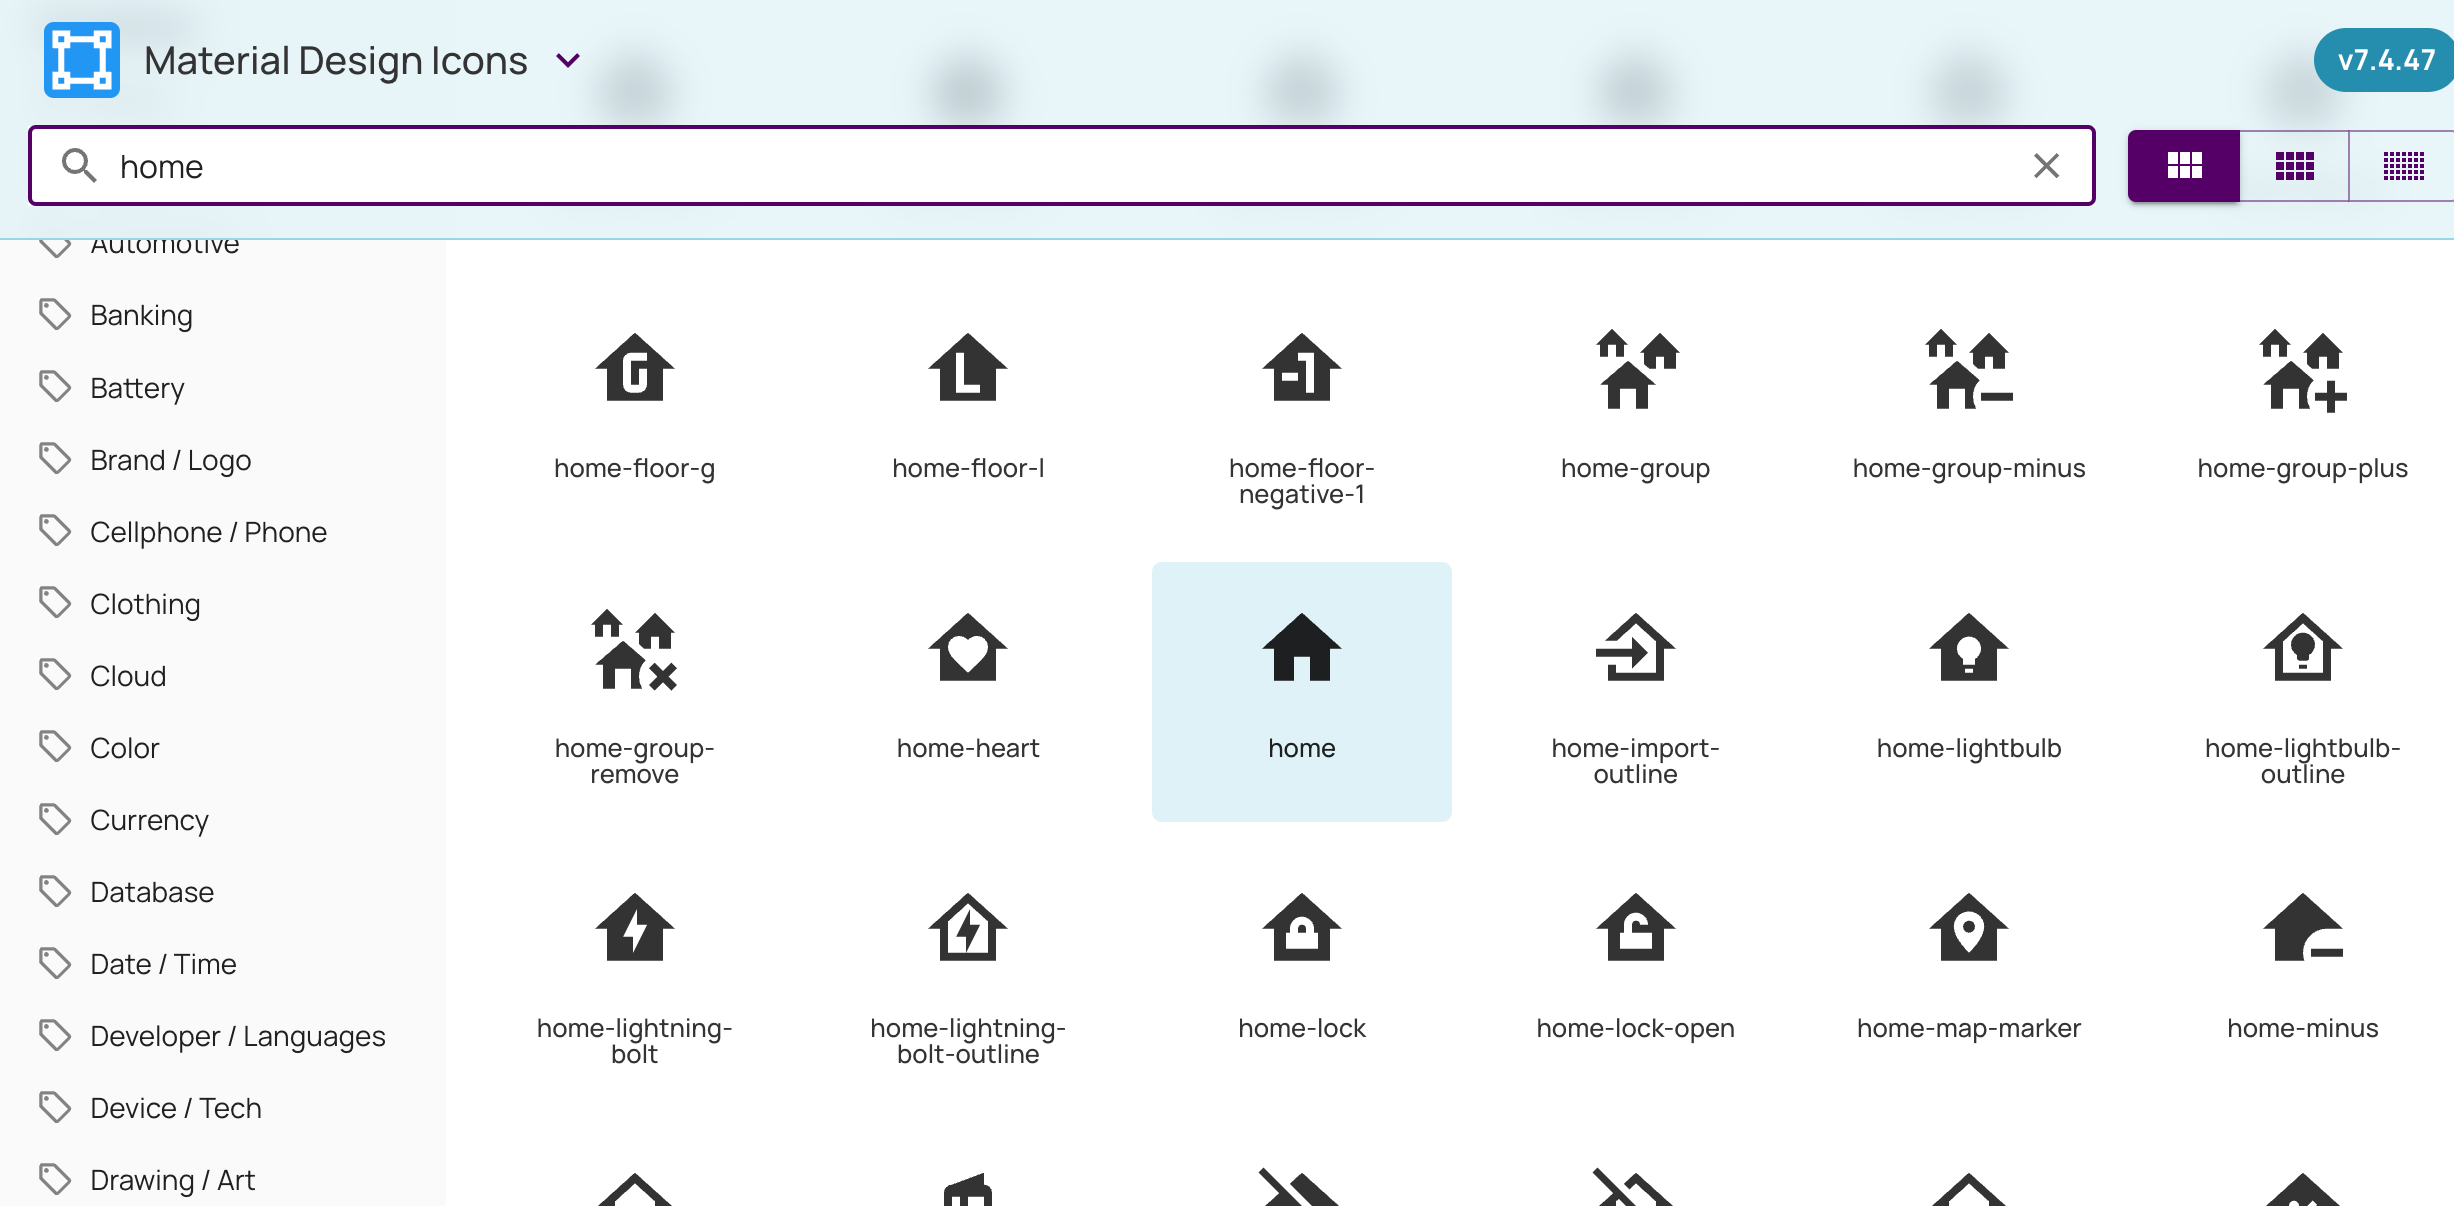 Material Design Icons
v7.4.47
home
Automotive
Banking
Battery
Brand / Logo
Cellphone / Phone
Clothing
Cloud
Color
Currency
Database
Date / Time
Developer / Languages
Device / Tech
Drawing / Art
home-floor-g
home-floor-l
home-floor-
negative-1
home-group
home-group-minus
home-group-plus
home-group-
remove
home-heart
home
home-import-
outline
home-lightbulb
home-lightbulb-
outline
home-lightning-
bolt
home-lightning-
bolt-outline
home-lock
home-lock-open
home-map-marker
home-minus